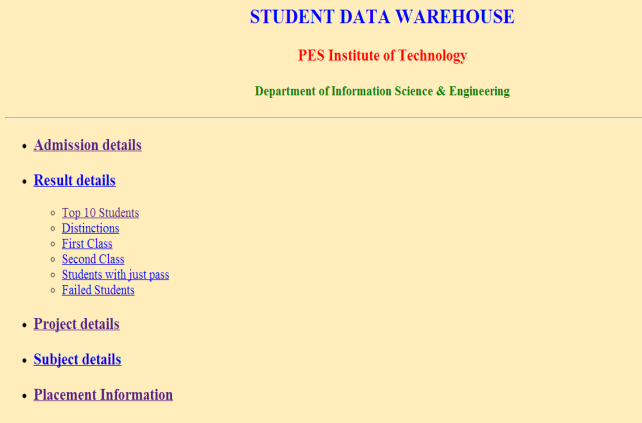 STUDENT DATA WAREHOUSE
PES Institute of Technology
Department of Information Science & Engineering
Admission details
Result details
Top 10 Students
Distinctions
First Class
Second Class
Students with just pass
Failed Students
Project details
Subject details
Placement Information